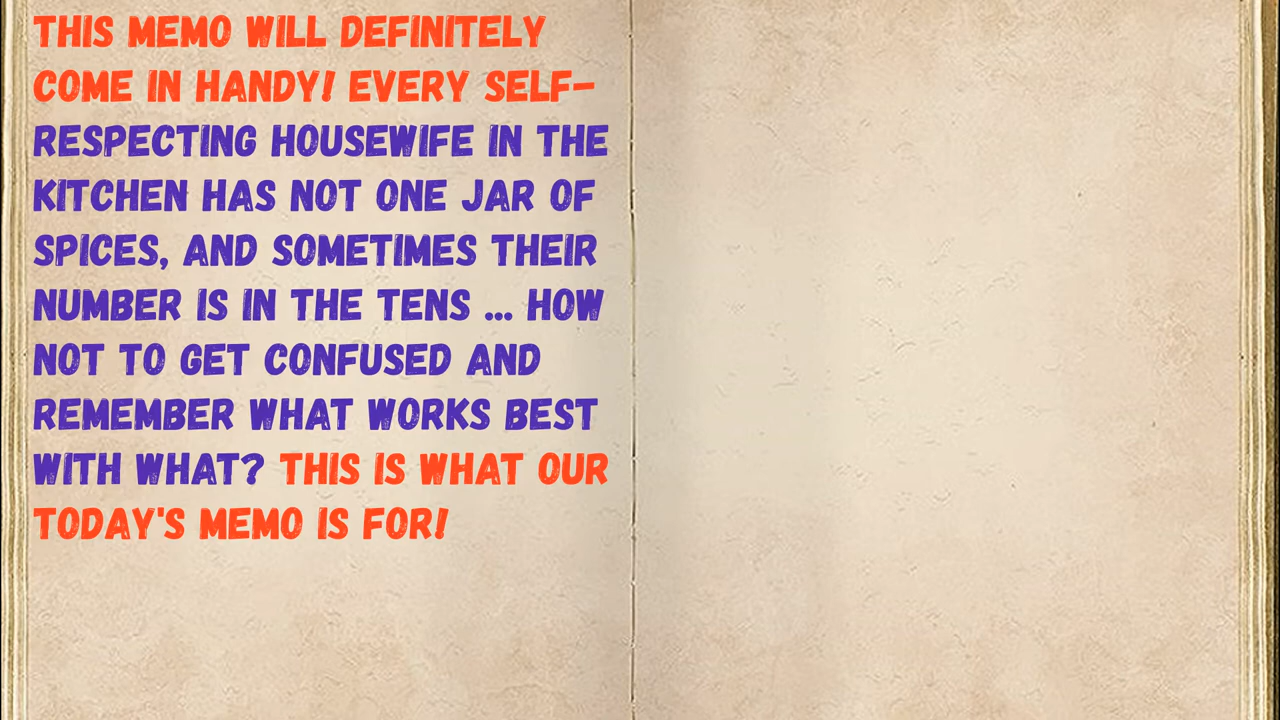 THIS MEMO WILL DEFINITELY
COME IN HANDY! EVERY SELF-
RESPECTING HOUSEWIFE IN THE
KITCHEN HAS NOT ONE JAR OF
SPICES, AND SOMETIMES THEIR
NUMBER IS IN THE TENS ... HOW
NOT TO GET CONFUSED AND
REMEMBER WHAT WORKS BEST
WITH WHAT? THIS IS WHAT OUR
TODAY'S MEMO IS FOR!